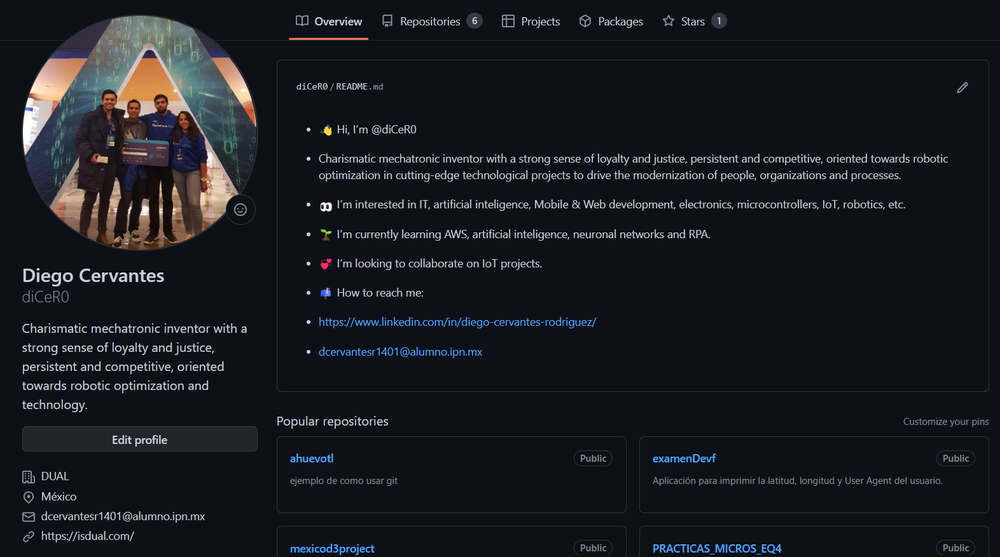 Overview
Repositories 6
Projects
Packages
Stars 1
diCeR0/README.md
👋 Hi, I’m @diCeR0
Charismatic mechatronic inventor with a strong sense of loyalty and justice, persistent and competitive, oriented towards robotic
optimization in cutting-edge technological projects to drive the modernization of people, organizations and processes.
👀 I’m interested in IT, artificial inteligence, Mobile & Web development, electronics, microcontrollers, IoT, robotics, etc.
🌱 I’m currently learning AWS, artificial inteligence, neuronal networks and RPA.
💞 I’m looking to collaborate on IoT projects.
📫 How to reach me:
https://www.linkedin.com/in/diego-cervantes-rodriguez/
dcervantesr1401@alumno.ipn.mx
Diego Cervantes
diCeR0
Charismatic mechatronic inventor with a
strong sense of loyalty and justice,
persistent and competitive, oriented
towards robotic optimization and
technology.
Edit profile
DUAL
México
dcervantesr1401@alumno.ipn.mx
https://isdual.com/
Popular repositories
Customize your pins
ahuevotl
Public
ejemplo de como usar git
examenDevf
Public
Aplicación para imprimir la latitud, longitud y User Agent del usuario.
mexicod3project
Public
PRACTICAS_MICROS_EQ4
Public